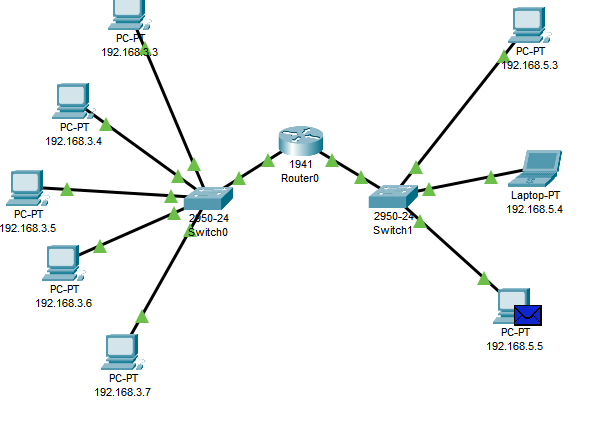 PC-PT
192.168.3.3
PC-PT
192.168.3.4
PC-PT
192.168.3.5
PC-PT
192.168.3.6
PC-PT
192.168.3.7
2950-24
Switch0
1941
Router0
2950-24
Switch1
PC-PT
192.168.5.3
Laptop-PT
192.168.5.4
PC-PT
192.168.5.5